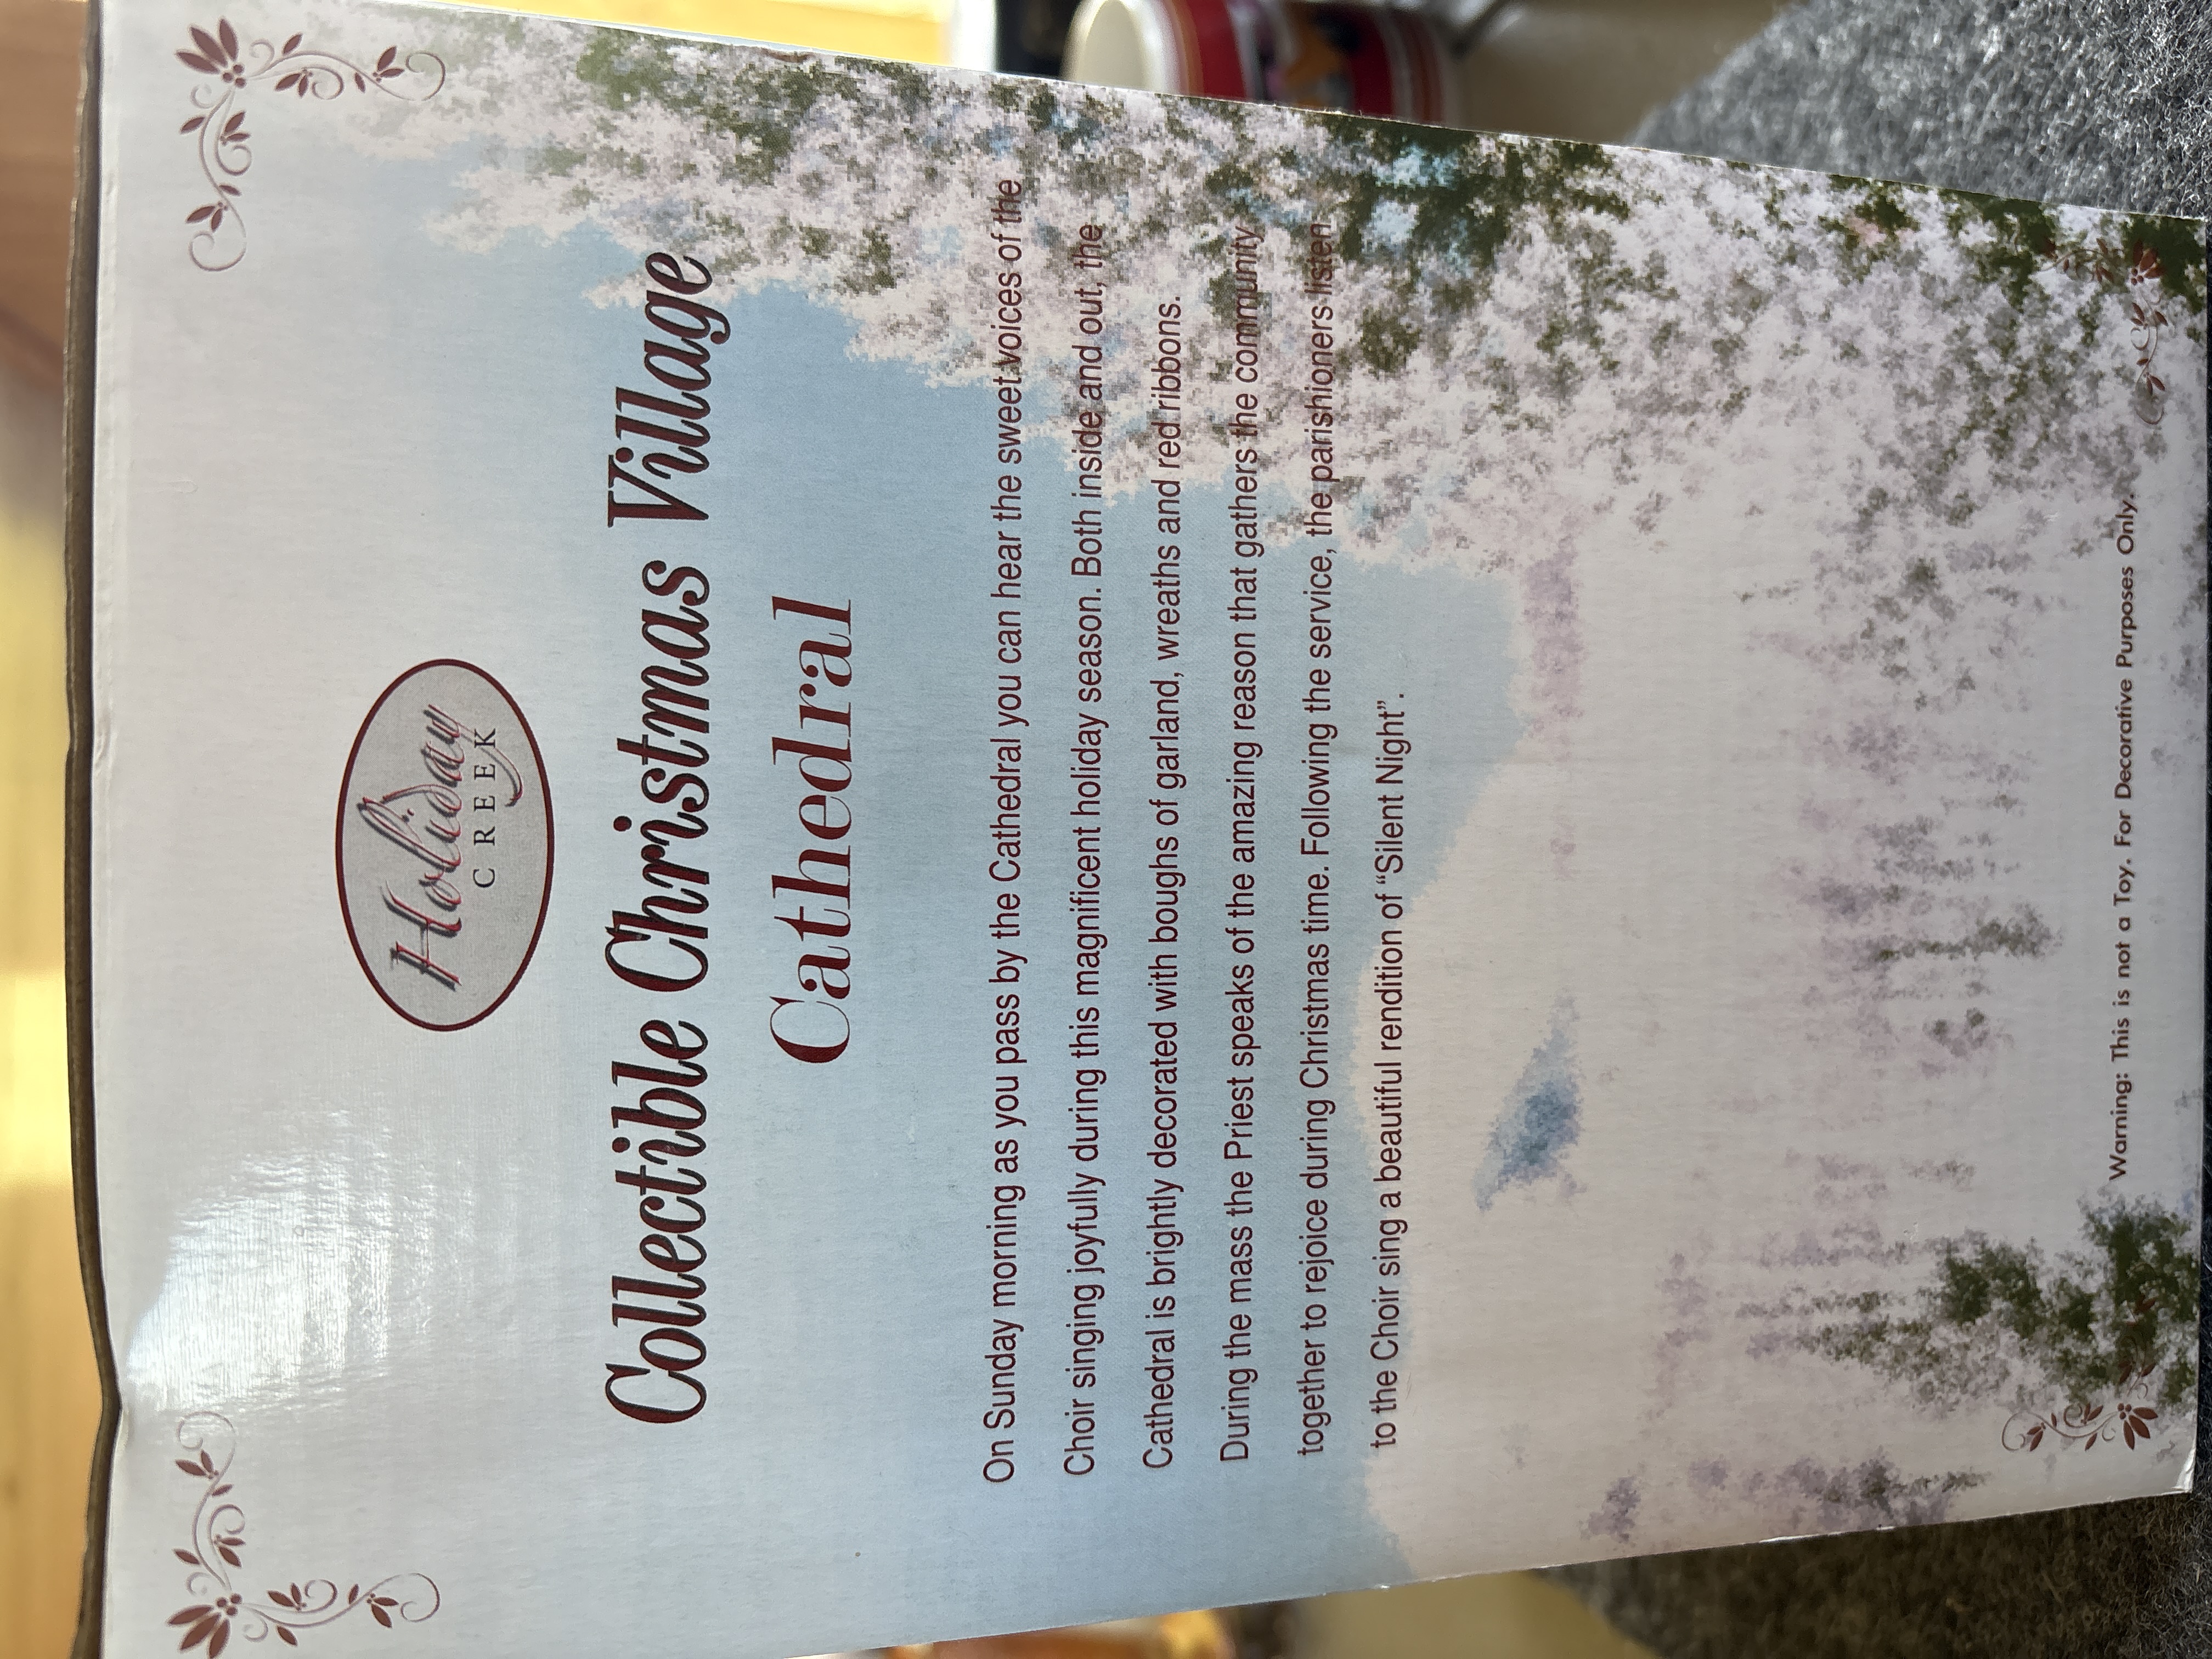 Holiday
CREEK
Collectible Christmas Village
Cathedral
On Sunday morning as you pass by the Cathedral you can hear the sweet voices of the
Choir singing joyfully during this magnificent holiday season. Both inside and out, the
Cathedral is brightly decorated with boughs of garland, wreaths and red ribbons.
During the mass the Priest speaks of the amazing reason that gathers the community
together to rejoice during Christmas time. Following the service, the parishioners listen
to the Choir sing a beautiful rendition of “Silent Night”.
Warning: This is not a Toy. For Decorative Purposes Only.